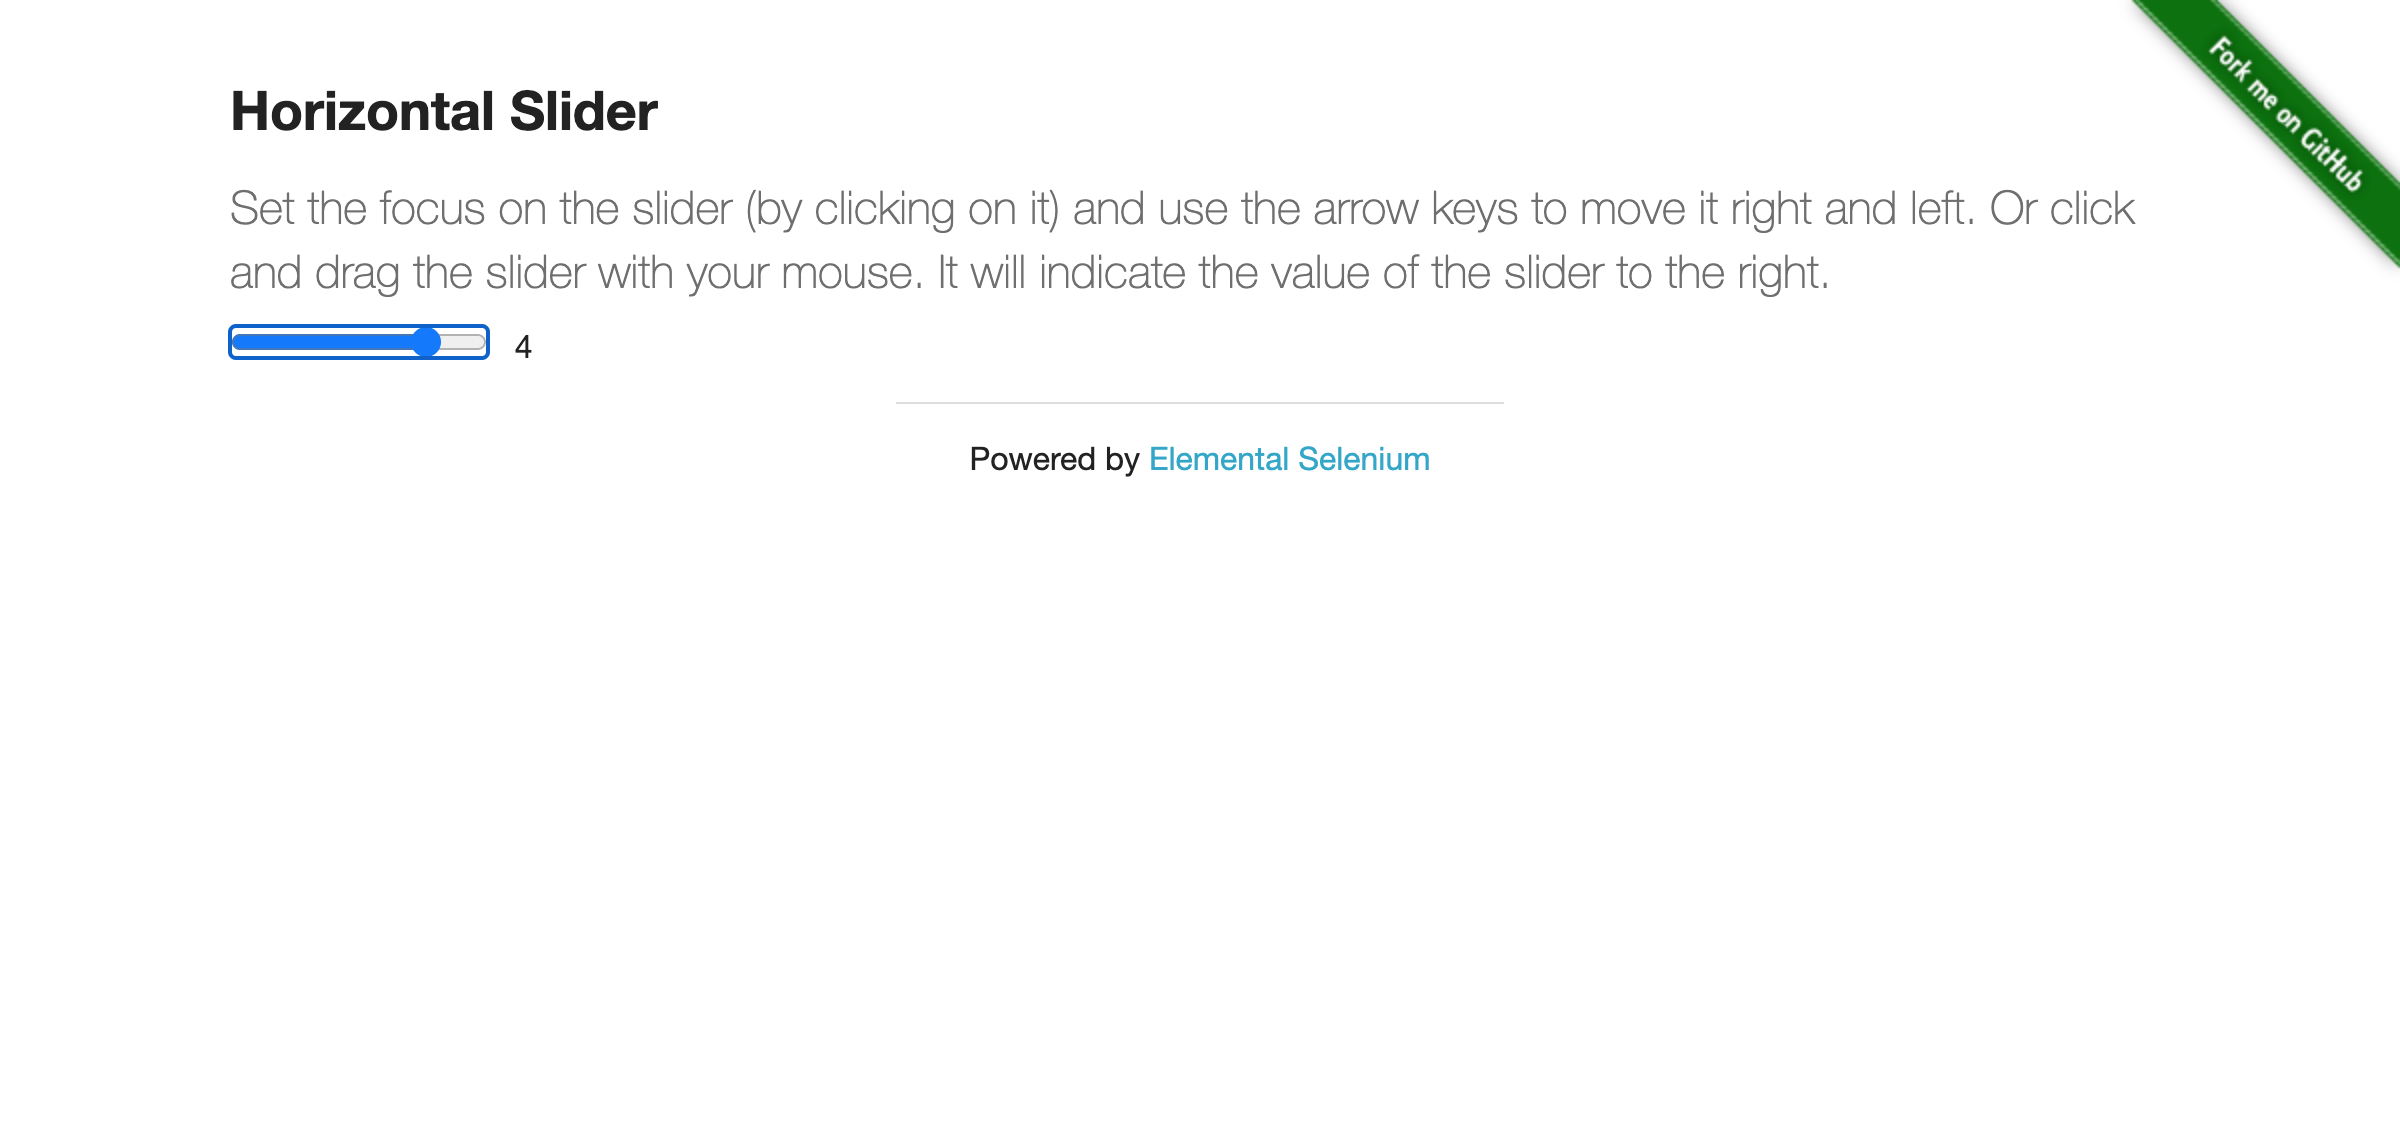 Fork me on GitHub
Horizontal Slider
Set the focus on the slider (by clicking on it) and use the arrow keys to move it right and left. Or click
and drag the slider with your mouse. It will indicate the value of the slider to the right.
4
Powered by Elemental Selenium